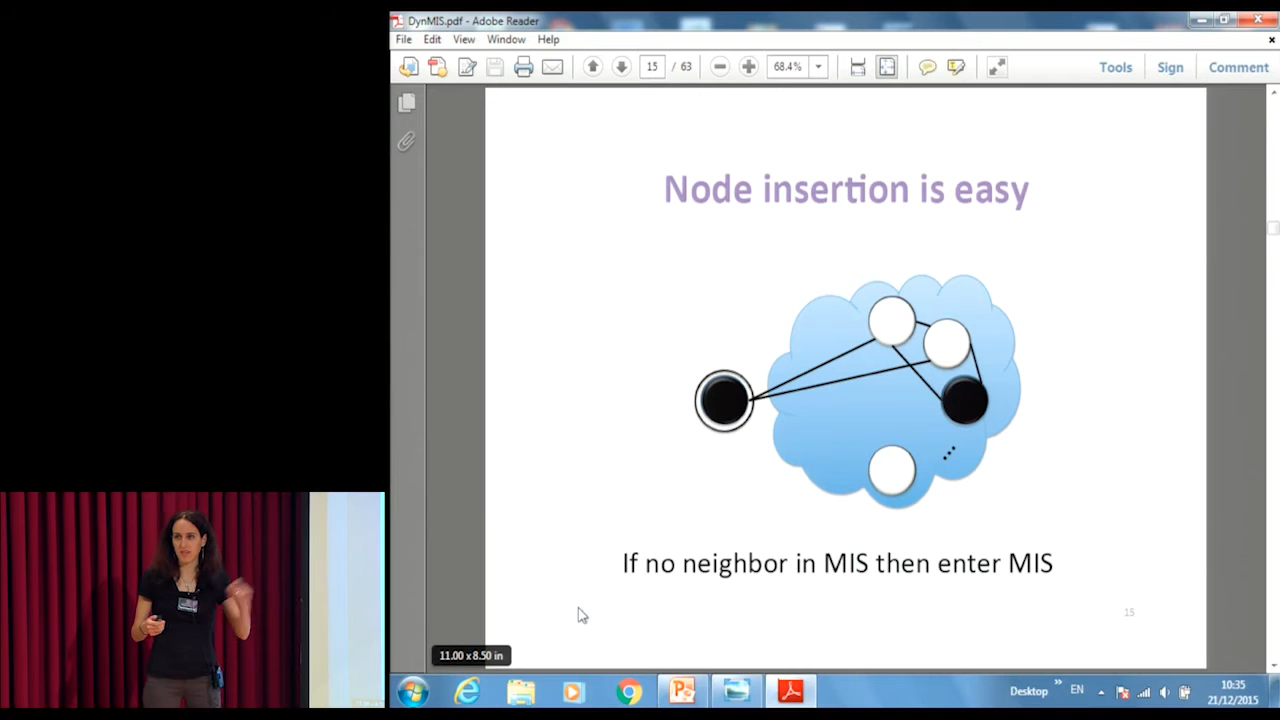 DynMIS.pdf - Adobe Reader
File Edit View Window Help
15 / 63 68.4% Tools Sign Comment
Node insertion is easy
If no neighbor in MIS then enter MIS
15
11.00 x 8.50 in
Desktop » EN 10:35
21/12/2015